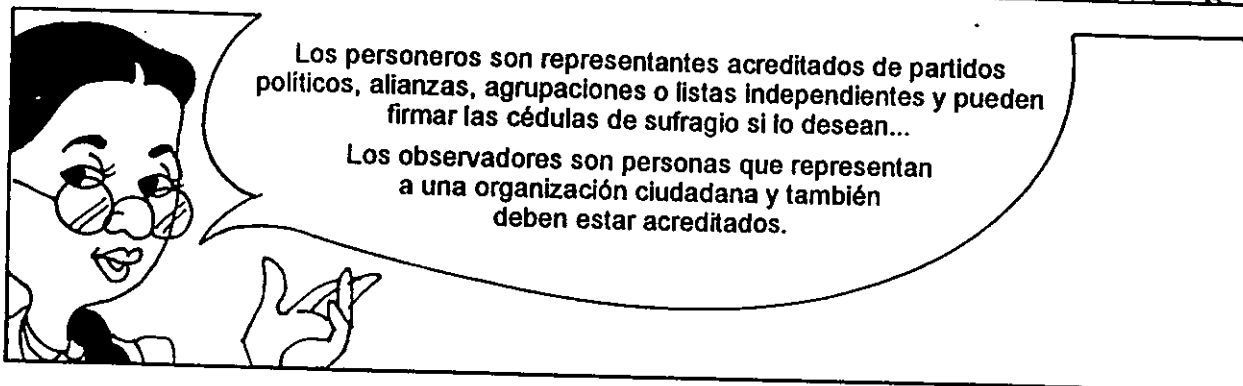 Los personeros son representantes acreditados de partidos
políticos, alianzas, agrupaciones o listas independientes y pueden
firmar las cédulas de sufragio si lo desean...
Los observadores son personas que representan
a una organización ciudadana y también
deben estar acreditados.